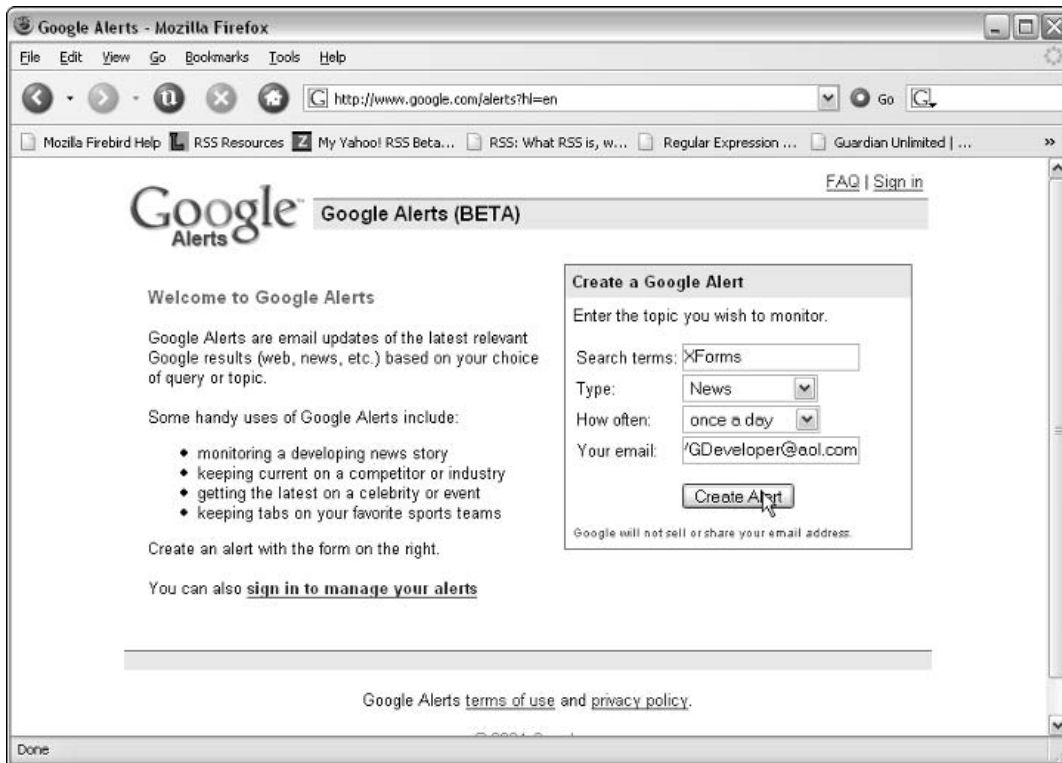 Google Alerts - Mozilla Firefox
File Edit View Go Bookmarks Tools Help
http://www.google.com/alerts?hl=en
Go
Mozilla Firebird Help RSS Resources My Yahoo! RSS Beta... RSS: What RSS is, w... Regular Expression ... Guardian Unlimited | ... »
FAQ | Sign in
Google™
Alerts
Google Alerts (BETA)
Welcome to Google Alerts
Google Alerts are email updates of the latest relevant
Google results (web, news, etc.) based on your choice
of query or topic.
Some handy uses of Google Alerts include:
• monitoring a developing news story
• keeping current on a competitor or industry
• getting the latest on a celebrity or event
• keeping tabs on your favorite sports teams
Create an alert with the form on the right.
You can also sign in to manage your alerts
Create a Google Alert
Enter the topic you wish to monitor.
Search terms: XForms
Type: News
How often: once a day
Your email: GDeveloper@aol.com
Create Alert
Google will not sell or share your email address.
Google Alerts terms of use and privacy policy.
Done